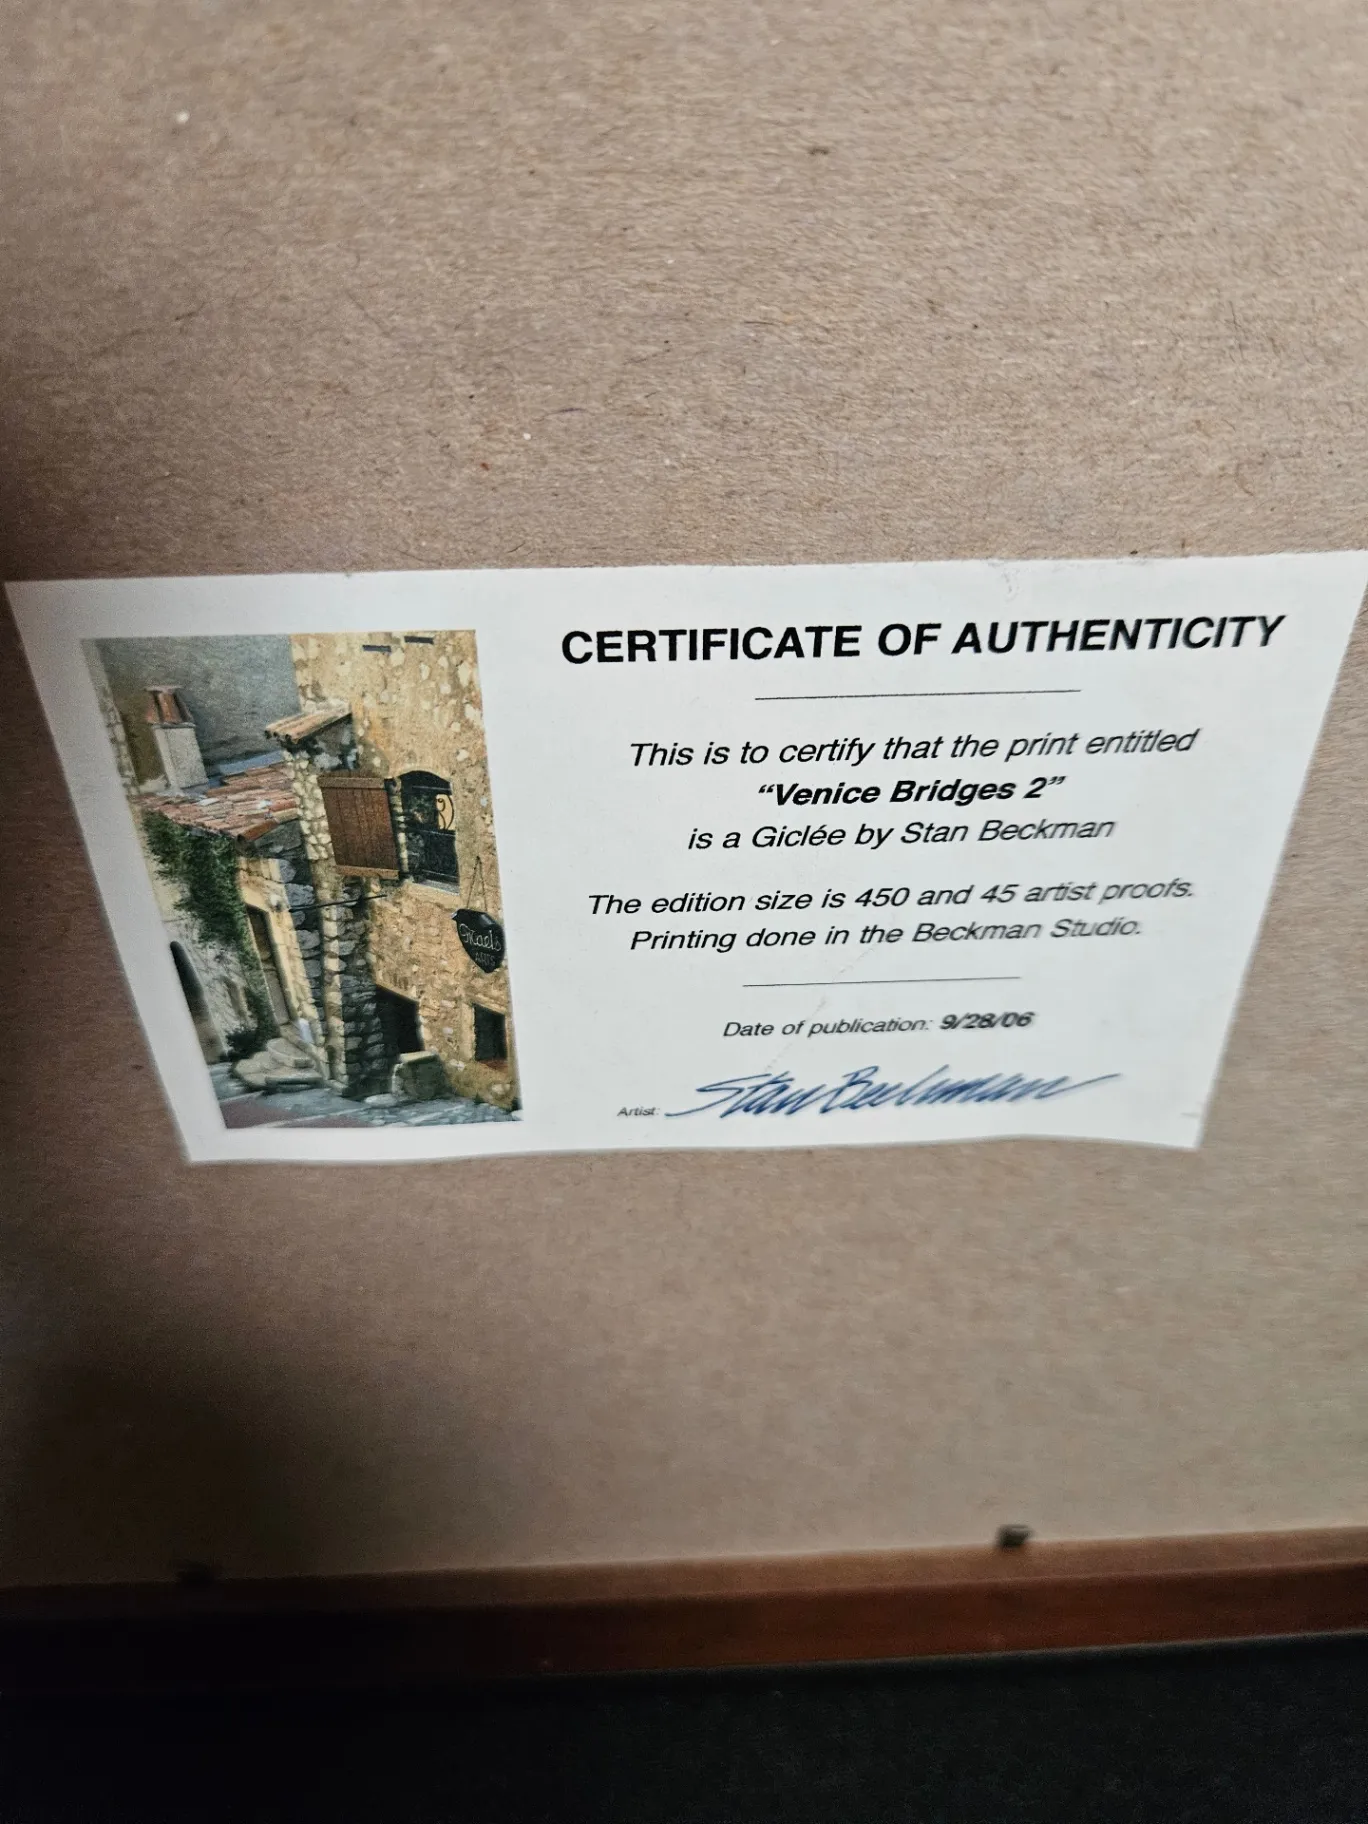 CERTIFICATE OF AUTHENTICITY
This is to certify that the print entitled
“Venice Bridges 2”
is a Giclée by Stan Beckman
The edition size is 450 and 45 artist proofs.
Printing done in the Beckman Studio.
Date of publication: 9/28/06
Artist: Stan Beckman